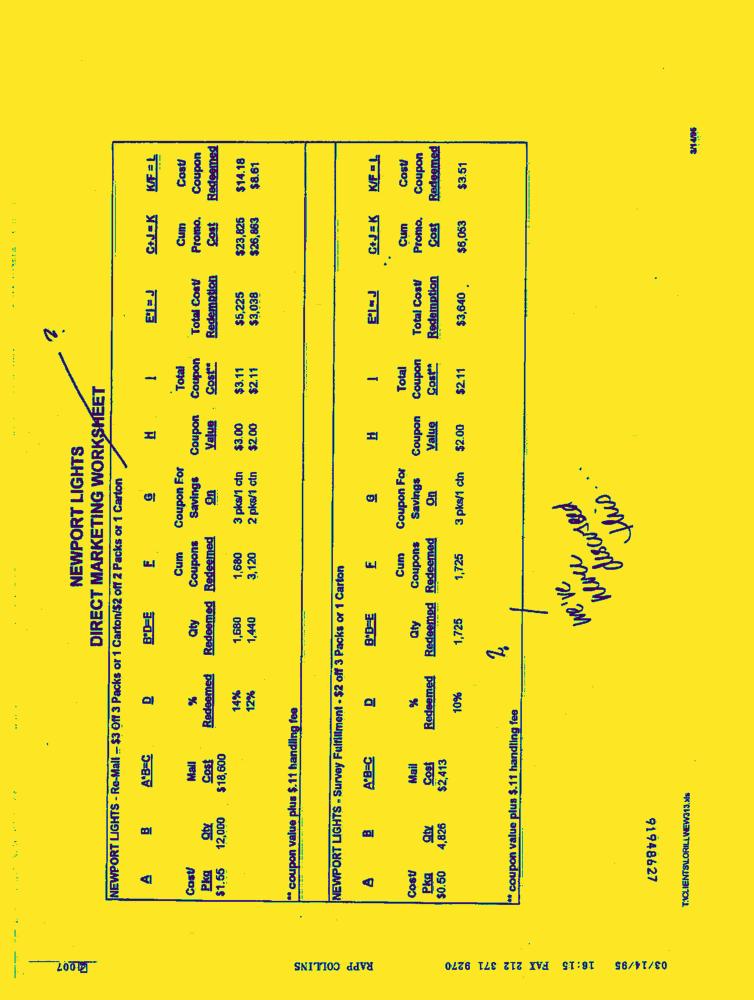 NEWPORT LIGHTS
DIRECT MARKETING WORKSHEET
?
NEWPORT LIGHTS - Re-Mail -- $3 Off 3 Packs or 1 Carton/$2 off 2 Packs or 1 Carton
A B A*B=C D B*D=E F G H I E*I = J C+J = K K/F = L
Cost/ Mail % Qty Cum Coupon For Coupon Total Total Cost/ Cum Cost/
Pkg Qty Cost Redeemed Redeemed Coupons Savings Value Coupon Redemption Promo. Coupon
Redeemed On Cost** Cost Redeemed
$1.55 12,000 $18,600 14% 1,680 1,680 3 pks/1 ctn $3.00 $3.11 $5,225 $23,825 $14.18
12% 1,440 3,120 2 pks/1 ctn $2.00 $2.11 $3,038 $26,863 $8.61
** coupon value plus $.11 handling fee
NEWPORT LIGHTS - Survey Fulfillment - $2 off 3 Packs or 1 Carton
A B A*B=C D B*D=E F G H I E*I = J C+J = K K/F = L
Cost/ Mail % Qty Cum Coupon For Coupon Total Total Cost/ Cum Cost/
Pkg Qty Cost Redeemed Redeemed Coupons Savings Value Coupon Redemption Promo. Coupon
Redeemed On Cost** Cost Redeemed
$0.50 4,826 $2,413 10% 1,725 1,725 3 pks/1 ctn $2.00 $2.11 $3,640 $6,053 $3.51
?
** coupon value plus $.11 handling fee
we've
never
discussed
this...
91948627
T:\CLIENTS\LORILL\NEW313.xls
3/14/95
03/14/95 16:15 FAX 212 371 9270 RAPP COLLINS 007